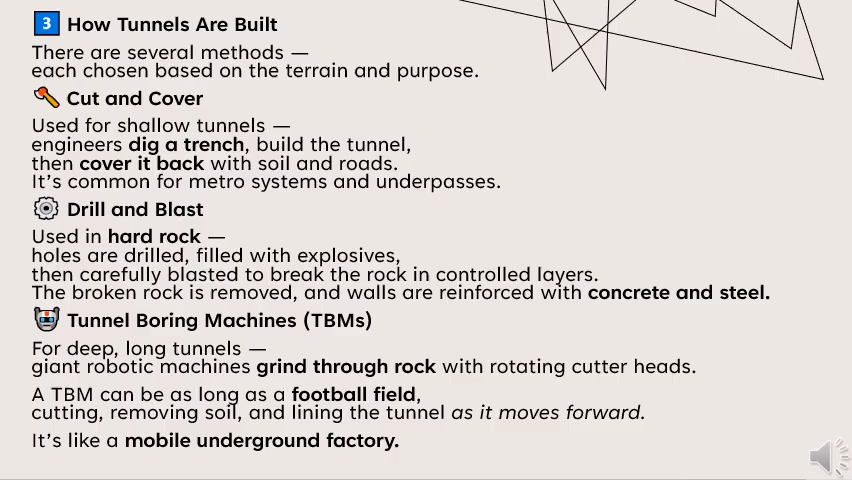 3 How Tunnels Are Built
There are several methods —
each chosen based on the terrain and purpose.
Cut and Cover
Used for shallow tunnels —
engineers dig a trench, build the tunnel,
then cover it back with soil and roads.
It’s common for metro systems and underpasses.
Drill and Blast
Used in hard rock —
holes are drilled, filled with explosives,
then carefully blasted to break the rock in controlled layers.
The broken rock is removed, and walls are reinforced with concrete and steel.
Tunnel Boring Machines (TBMs)
For deep, long tunnels —
giant robotic machines grind through rock with rotating cutter heads.
A TBM can be as long as a football field,
cutting, removing soil, and lining the tunnel as it moves forward.
It’s like a mobile underground factory.